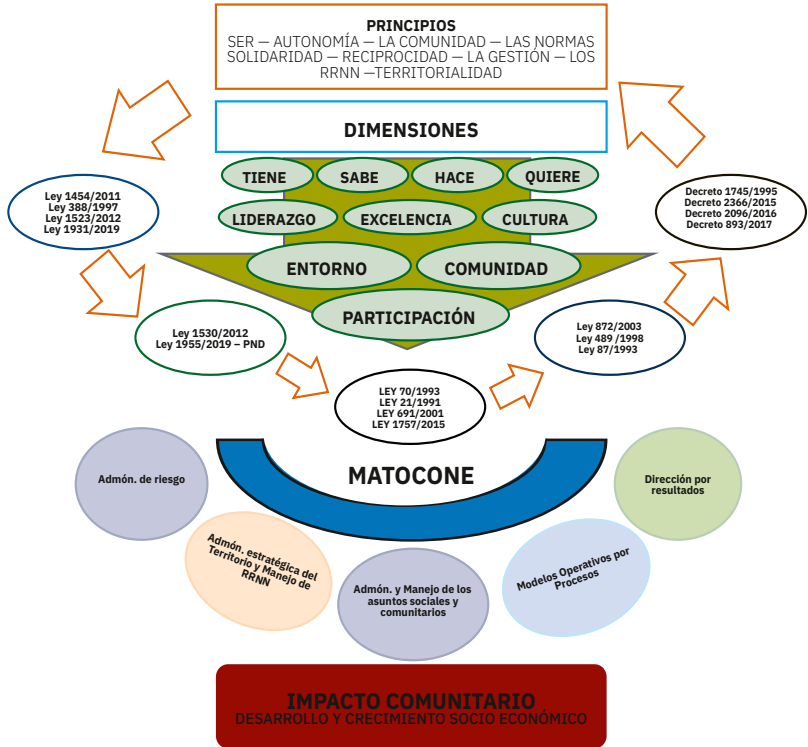 PRINCIPIOS
SER — AUTONOMÍA — LA COMUNIDAD — LAS NORMAS
SOLIDARIDAD — RECIPROCIDAD — LA GESTIÓN — LOS
RRNN —TERRITORIALIDAD
DIMENSIONES
TIENE
SABE
HACE
QUIERE
LIDERAZGO
EXCELENCIA
CULTURA
ENTORNO
COMUNIDAD
PARTICIPACIÓN
Ley 1454/2011
Ley 388/1997
Ley 1523/2012
Ley 1931/2019
Ley 1530/2012
Ley 1955/2019 – PND
LEY 70/1993
LEY 21/1991
LEY 691/2001
LEY 1757/2015
Ley 872/2003
Ley 489 /1998
Ley 87/1993
Decreto 1745/1995
Decreto 2366/2015
Decreto 2096/2016
Decreto 893/2017
MATOCONE
Admón. de riesgo
Admón. estratégica del
Territorio y Manejo de
RRNN
Admón. y Manejo de los
asuntos sociales y
comunitarios
Modelos Operativos por
Procesos
Dirección por
resultados
IMPACTO COMUNITARIO
DESARROLLO Y CRECIMIENTO SOCIO ECONÓMICO